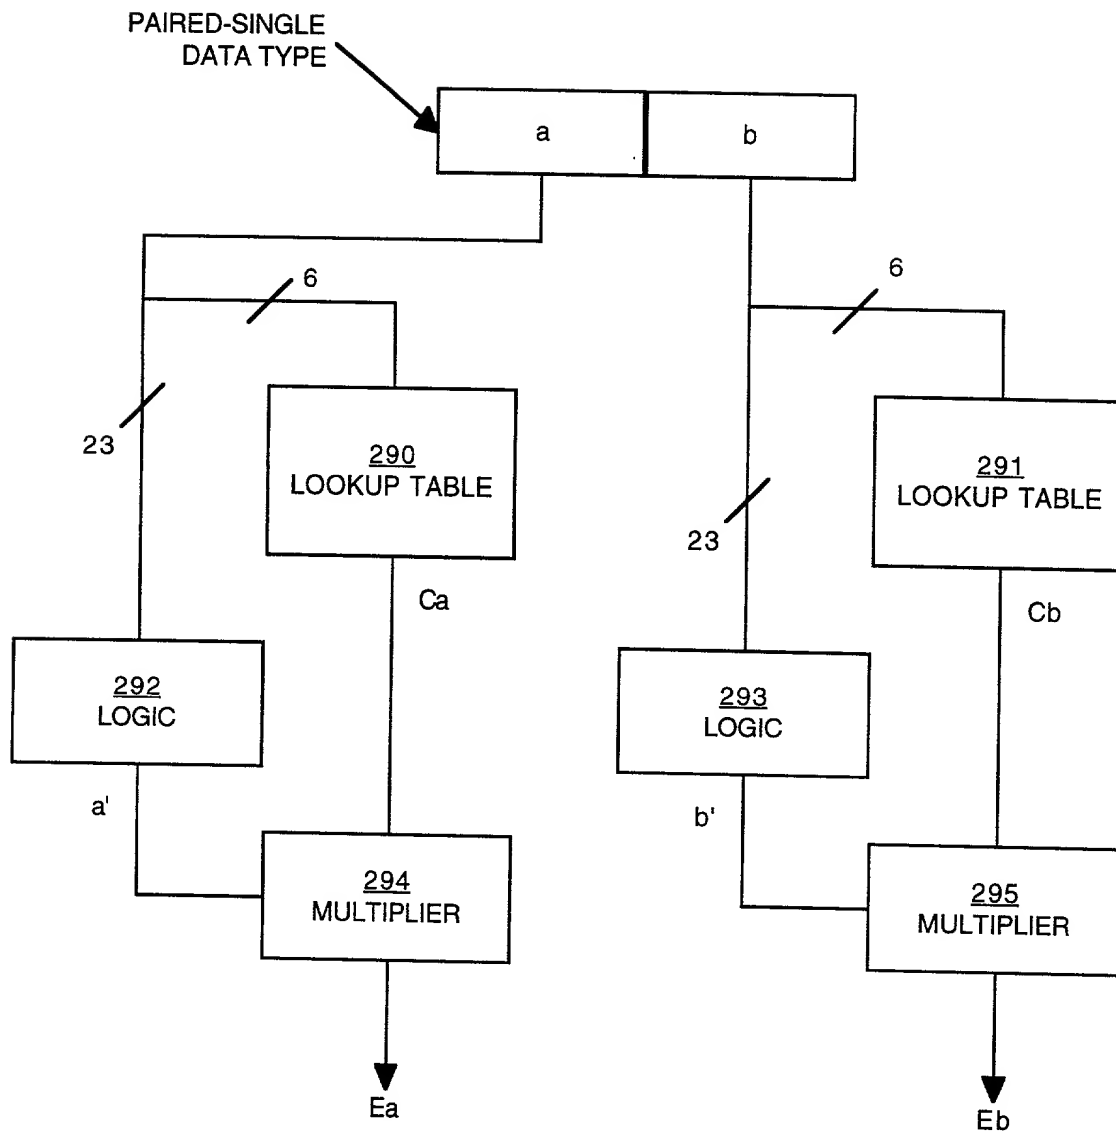 PAIRED-SINGLE
DATA TYPE
a
b
6
6
23
290
LOOKUP TABLE
291
LOOKUP TABLE
23
Ca
Cb
292
LOGIC
293
LOGIC
a'
b'
294
MULTIPLIER
295
MULTIPLIER
Ea
Eb